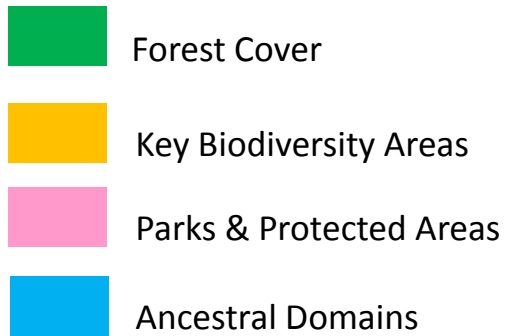 Forest Cover
Key Biodiversity Areas
Parks & Protected Areas
Ancestral Domains